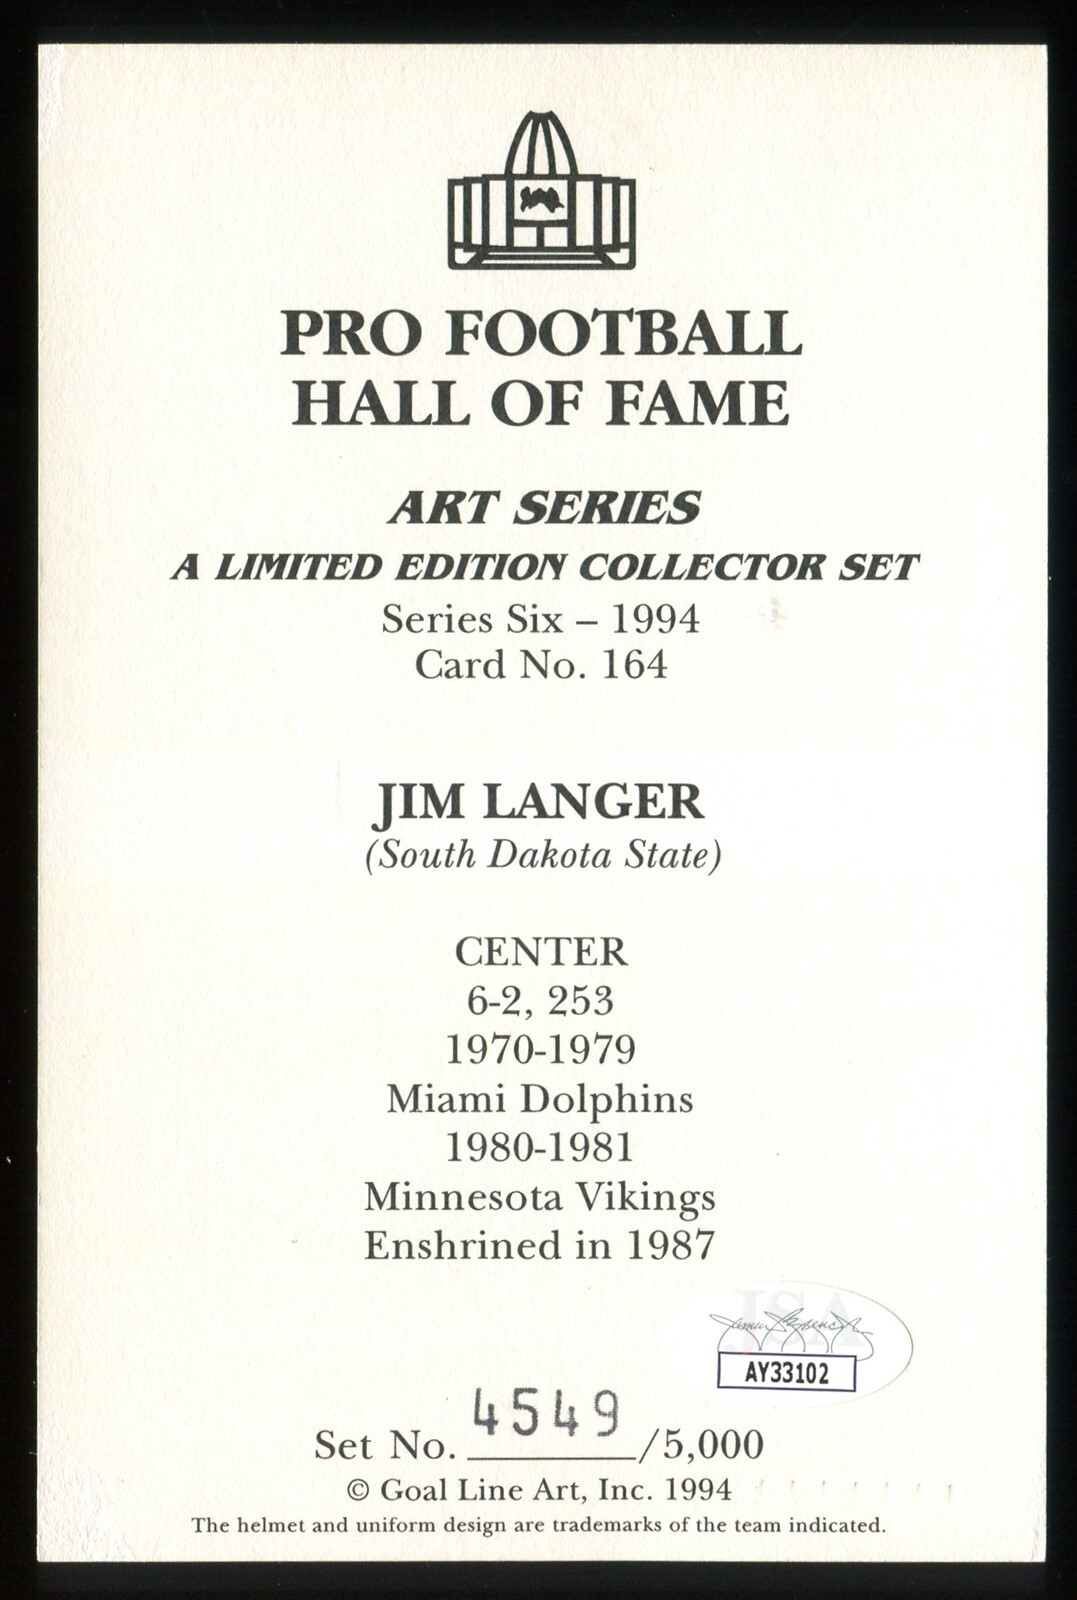 PRO FOOTBALL
HALL OF FAME
ART SERIES
A LIMITED EDITION COLLECTOR SET
Series Six – 1994
Card No. 164
JIM LANGER
(South Dakota State)
CENTER
6-2, 253
1970-1979
Miami Dolphins
1980-1981
Minnesota Vikings
Enshrined in 1987
JSA
AY33102
Set No. 4549/5,000
© Goal Line Art, Inc. 1994
The helmet and uniform design are trademarks of the team indicated.